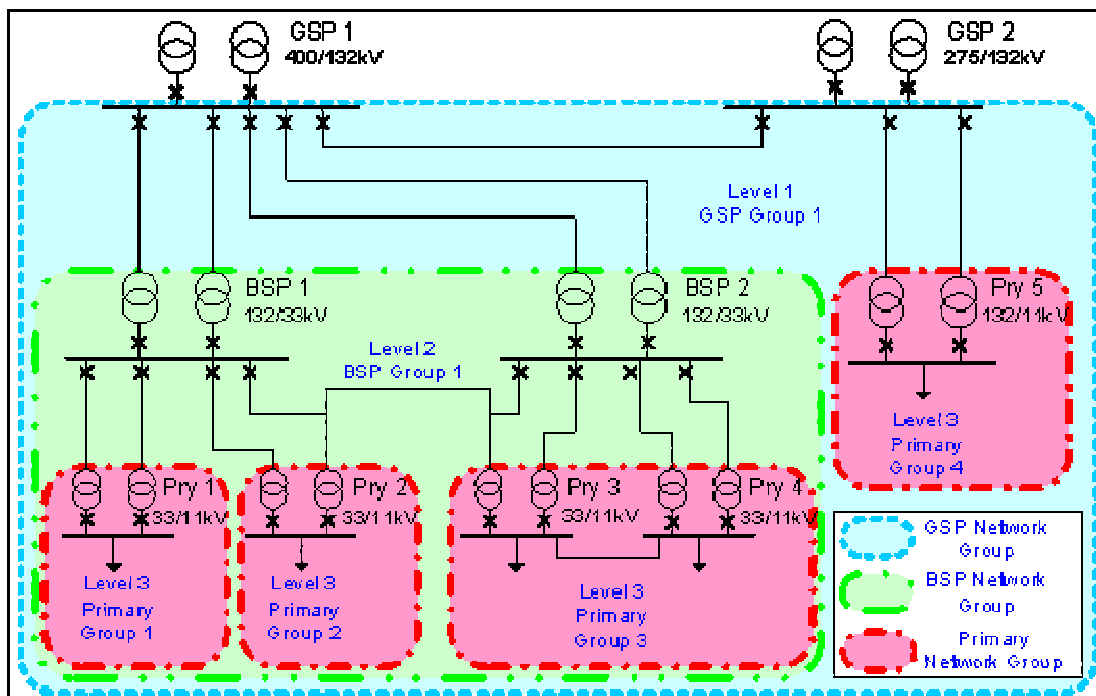 GSP 1
400/132kV
GSP 2
275/132kV
Level 1
GSP Group 1
BSP 1
132/33kV
BSP 2
132/33kV
Pry 5
132/11kV
Level 2
BSP Group 1
Level 3
Primary
Group 4
Pry 1
33/11kV
Pry 2
33/11kV
Pry 3
33/11kV
Pry 4
33/11kV
Level 3
Primary
Group 1
Level 3
Primary
Group 2
Level 3
Primary
Group 3
GSP Network
Group
BSP Network
Group
Primary
Network Group